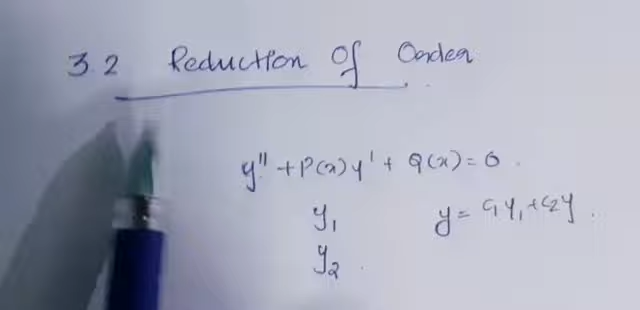 3.2 Reduction Of Order
y" + P(x)y' + Q(x) = 0.
y₁ y = c₁y₁ + c₂y.
y₂.